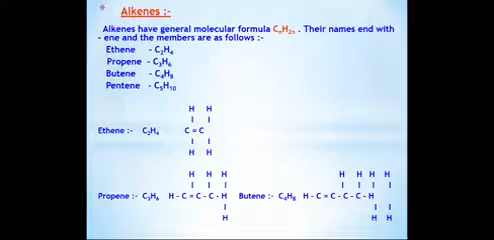 * Alkenes :-
Alkenes have general molecular formula CnH2n . Their names end with
- ene and the members are as follows :-
Ethene - C2H4
Propene - C3H6
Butene - C4H8
Pentene - C5H10
H H
I I
Ethene :- C2H4 C = C
I I
H H
H H H H H H H
I I I I I I I
Propene :- C3H6 H - C = C - C - H Butene :- C4H8 H - C = C - C - C - H
I I I
H H H